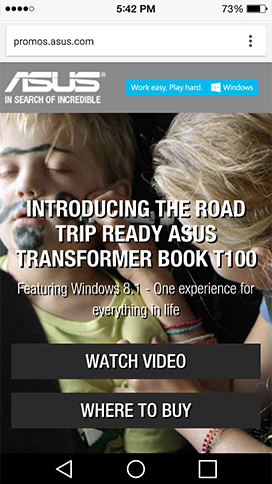 5:42 PM 73%
promos.asus.com
ASUS
IN SEARCH OF INCREDIBLE
Work easy. Play hard. Windows
INTRODUCING THE ROAD
TRIP READY ASUS
TRANSFORMER BOOK T100
Featuring Windows 8.1 - One experience for
everything in life
WATCH VIDEO
WHERE TO BUY